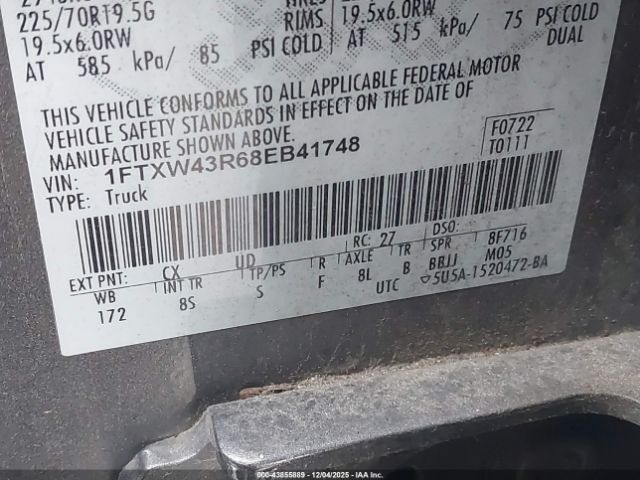 225/70R19.5G RIMS
19.5x6.0RW 19.5x6.0RW
AT 585 kPa/ 85 PSI COLD AT 515 kPa/ 75 PSI COLD DUAL
THIS VEHICLE CONFORMS TO ALL APPLICABLE FEDERAL MOTOR
VEHICLE SAFETY STANDARDS IN EFFECT ON THE DATE OF
MANUFACTURE SHOWN ABOVE.
VIN: 1FTXW43R68EB41748 F0722
TYPE: Truck T0111
EXT PNT: CX UD RC: 27 DSO:
WB INT TR TP/PS R AXLE TR SPR 8F716
172 8S S F 8L B BBJJ M05
UTC ▽5U5A-1520472-BA
000-43855889 - 12/04/2025 - IAAI